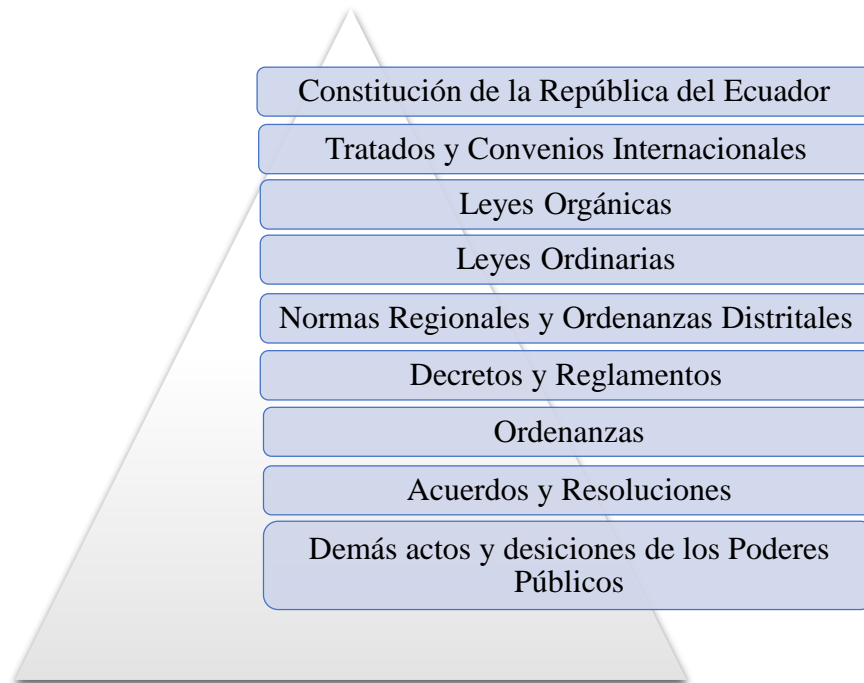 Constitución de la República del Ecuador
Tratados y Convenios Internacionales
Leyes Orgánicas
Leyes Ordinarias
Normas Regionales y Ordenanzas Distritales
Decretos y Reglamentos
Ordenanzas
Acuerdos y Resoluciones
Demás actos y desiciones de los Poderes
Públicos